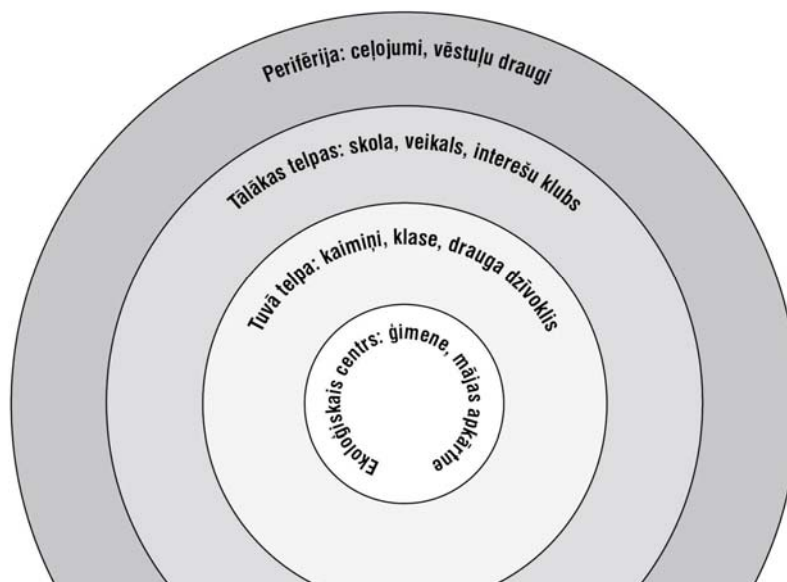 Perifērija: ceļojumi, vēstuļu draugi
Tālākas telpas: skola, veikals, interešu klubs
Tuvā telpa: kaimiņi, klase, drauga dzīvoklis
Ekoloģiskais centrs: ģimene, mājas apkārtne